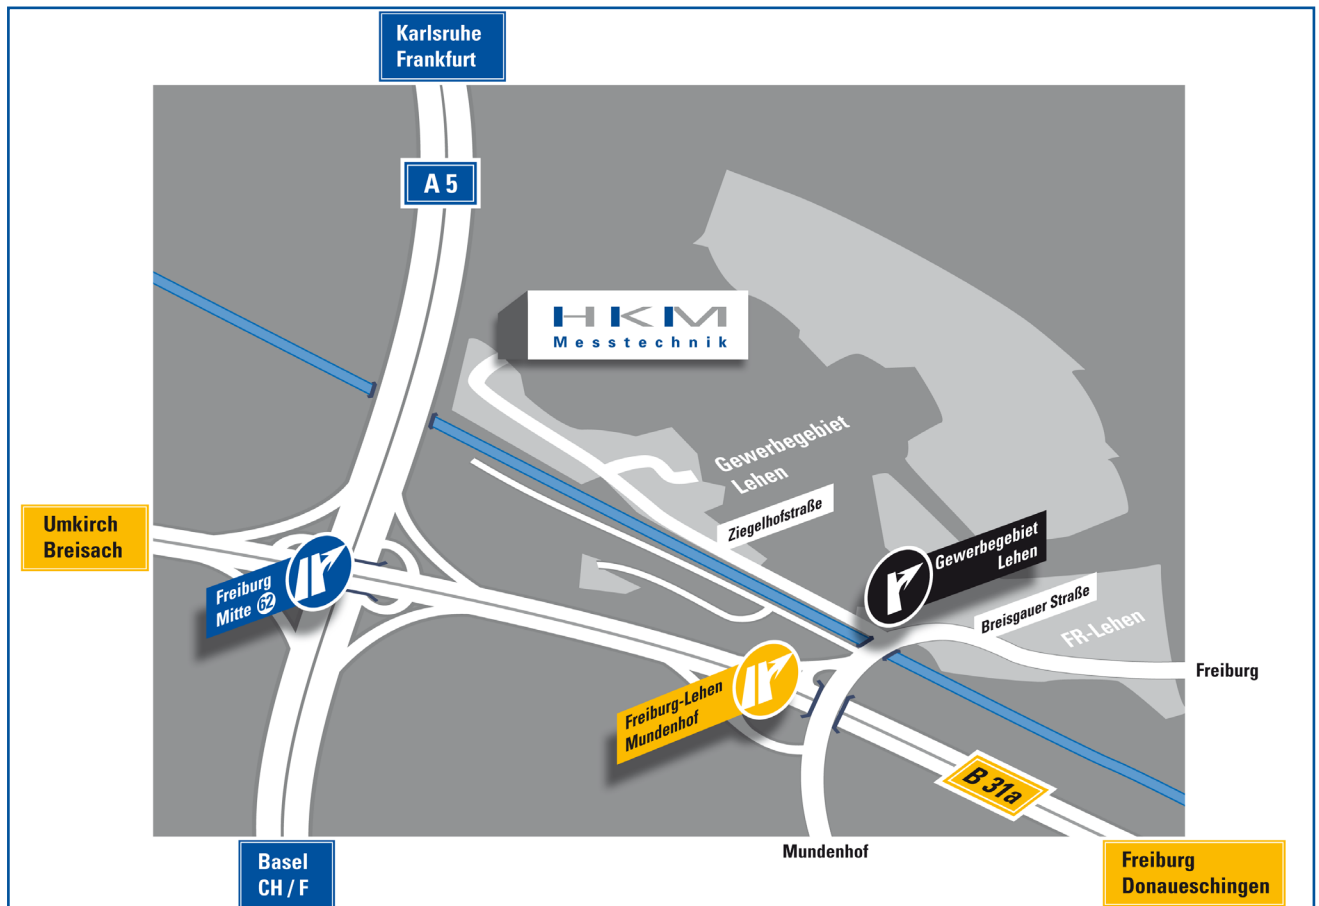 Karlsruhe
Frankfurt
A 5
HKM
Messtechnik
Gewerbegebiet
Lehen
Ziegelhofstraße
Umkirch
Breisach
Freiburg
Mitte 62
Gewerbegebiet
Lehen
Breisgauer Straße
FR-Lehen
Freiburg
Freiburg-Lehen
Mundenhof
B 31a
Mundenhof
Basel
CH / F
Freiburg
Donaueschingen